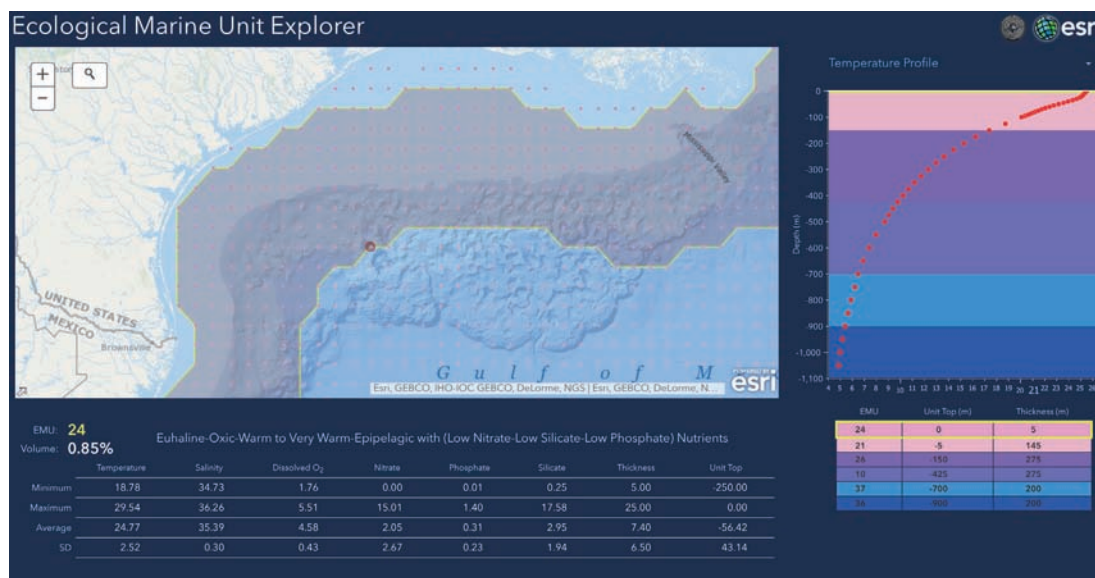 Ecological Marine Unit Explorer
esri
+
−
Mississippi Valley
UNITED STATES
MEXICO
Brownsville
Gulf of M
Esri, GEBCO, IHO-IOC GEBCO, DeLorme, NGS | Esri, GEBCO, DeLorme, N...
POWERED BY
esri
Temperature Profile
0
-100
-200
-300
-400
-500
-600
-700
-800
-900
-1,000
-1,100
Depth (m)
4 5 6 7 8 9 10 11 12 13 14 15 16 17 18 19 20 21 22 23 24 25 26
EMU Unit Top (m) Thickness (m)
24 0 5
21 -5 145
26 -150 275
10 -425 275
37 -700 200
36 -900 200
EMU: 24
Volume: 0.85%
Euhaline-Oxic-Warm to Very Warm-Epipelagic with (Low Nitrate-Low Silicate-Low Phosphate) Nutrients
Temperature Salinity Dissolved O₂ Nitrate Phosphate Silicate Thickness Unit Top
Minimum 18.78 34.73 1.76 0.00 0.01 0.25 5.00 -250.00
Maximum 29.54 36.26 5.51 15.01 1.40 17.58 25.00 0.00
Average 24.77 35.39 4.58 2.05 0.31 2.95 7.40 -56.42
SD 2.52 0.30 0.43 2.67 0.23 1.94 6.50 43.14